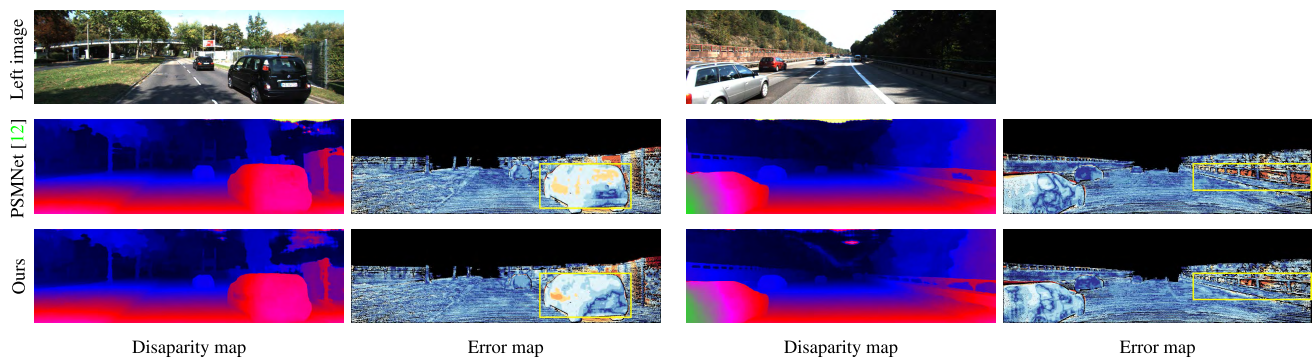 Left image
PSMNet [12]
Ours
Disaparity map
Error map
Disaparity map
Error map